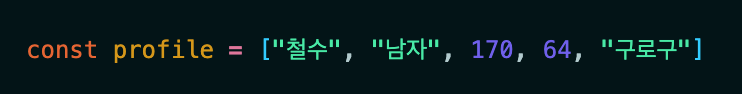 const profile = ["철수", "남자", 170, 64, "구로구"]